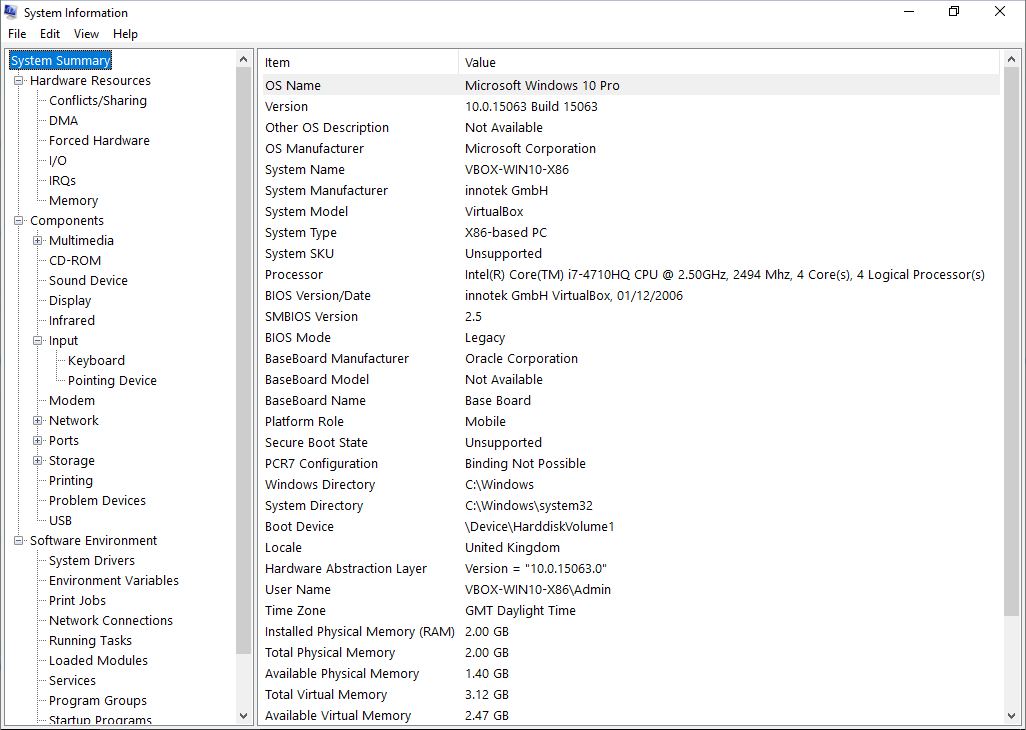 System Information
File Edit View Help
System Summary
Hardware Resources
Conflicts/Sharing
DMA
Forced Hardware
I/O
IRQs
Memory
Components
Multimedia
CD-ROM
Sound Device
Display
Infrared
Input
Keyboard
Pointing Device
Modem
Network
Ports
Storage
Printing
Problem Devices
USB
Software Environment
System Drivers
Environment Variables
Print Jobs
Network Connections
Running Tasks
Loaded Modules
Services
Program Groups
Startup Programs
Item Value
OS Name Microsoft Windows 10 Pro
Version 10.0.15063 Build 15063
Other OS Description Not Available
OS Manufacturer Microsoft Corporation
System Name VBOX-WIN10-X86
System Manufacturer innotek GmbH
System Model VirtualBox
System Type X86-based PC
System SKU Unsupported
Processor Intel(R) Core(TM) i7-4710HQ CPU @ 2.50GHz, 2494 Mhz, 4 Core(s), 4 Logical Processor(s)
BIOS Version/Date innotek GmbH VirtualBox, 01/12/2006
SMBIOS Version 2.5
BIOS Mode Legacy
BaseBoard Manufacturer Oracle Corporation
BaseBoard Model Not Available
BaseBoard Name Base Board
Platform Role Mobile
Secure Boot State Unsupported
PCR7 Configuration Binding Not Possible
Windows Directory C:\Windows
System Directory C:\Windows\system32
Boot Device \Device\HarddiskVolume1
Locale United Kingdom
Hardware Abstraction Layer Version = "10.0.15063.0"
User Name VBOX-WIN10-X86\Admin
Time Zone GMT Daylight Time
Installed Physical Memory (RAM) 2.00 GB
Total Physical Memory 2.00 GB
Available Physical Memory 1.40 GB
Total Virtual Memory 3.12 GB
Available Virtual Memory 2.47 GB